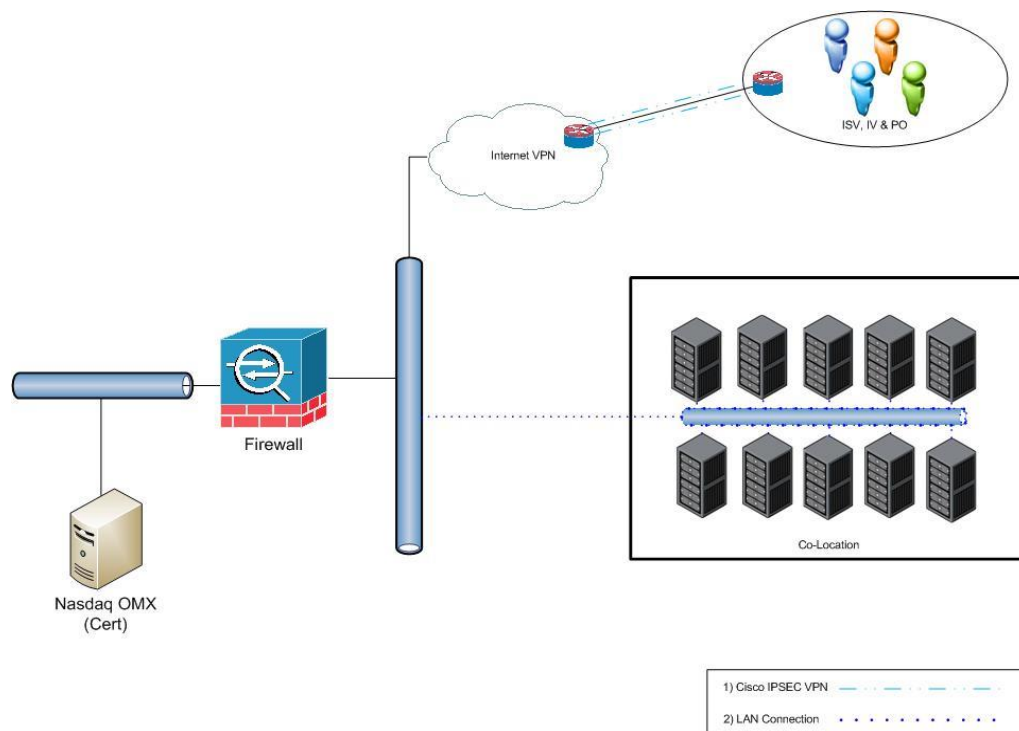 ISV, IV & PO
Internet VPN
Firewall
Co-Location
Nasdaq OMX
(Cert)
1) Cisco IPSEC VPN
2) LAN Connection